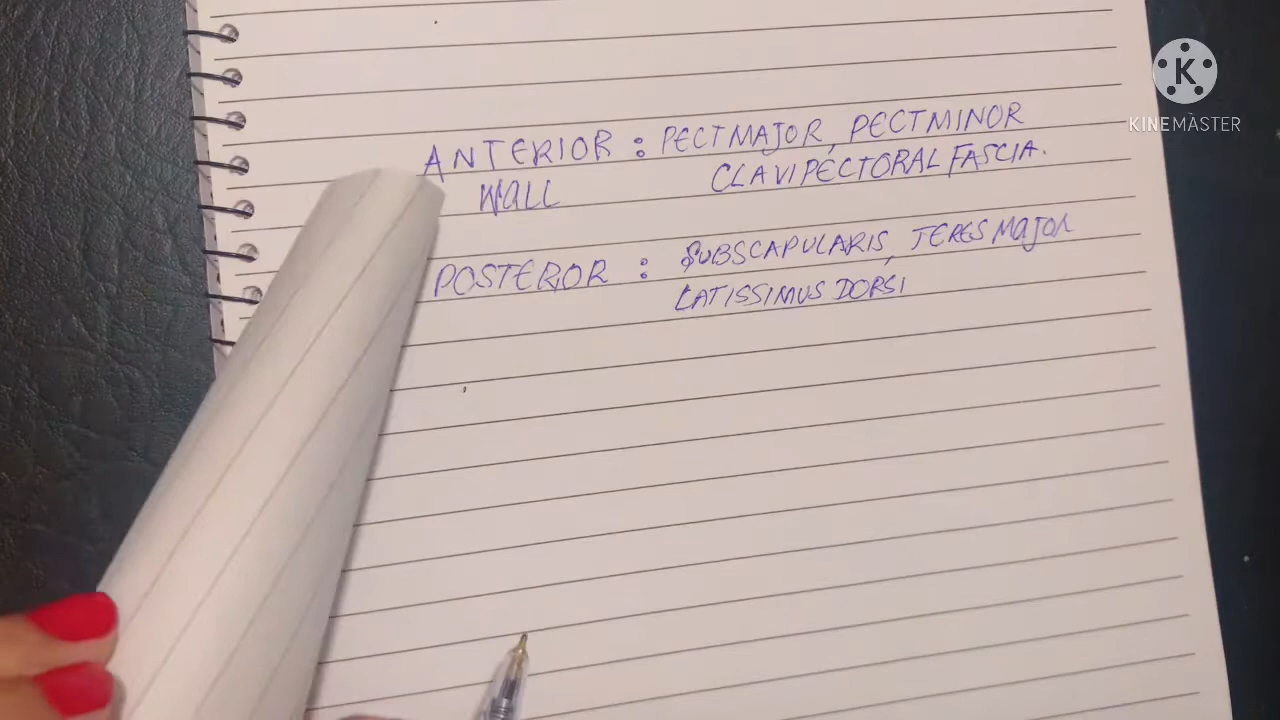 ANTERIOR : PECTMAJOR, PECTMINOR
WALL CLAVIPECTORAL FASCIA.
POSTEROR : SUBSCAPULARIS, TERES MAJOR
LATISSIMUS DORSI
K
KINEMASTER